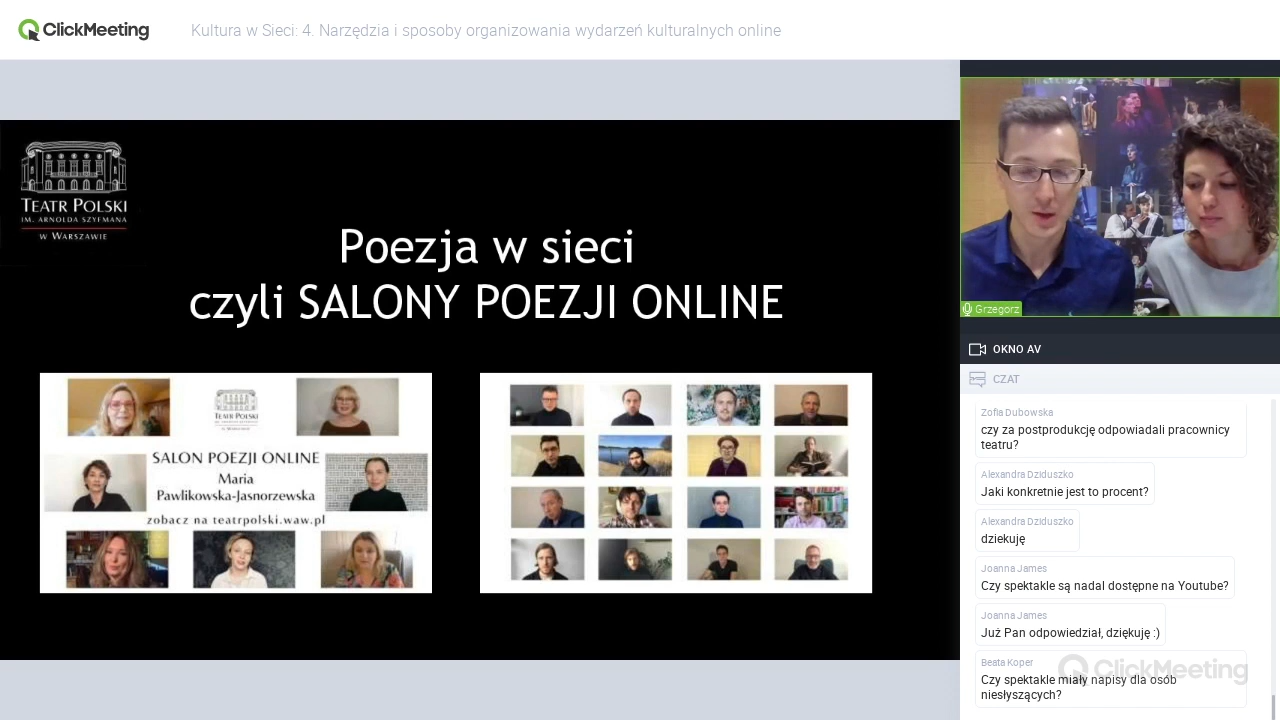 ClickMeeting
Kultura w Sieci: 4. Narzędzia i sposoby organizowania wydarzeń kulturalnych online
TEATR POLSKI
IM. ARNOLDA SZYFMANA
W WARSZAWIE
Poezja w sieci
czyli SALONY POEZJI ONLINE
TEATR POLSKI
SALON POEZJI ONLINE
Maria
Pawlikowska-Jasnorzewska
zobacz na teatrpolski.waw.pl
Grzegorz
OKNO AV
CZAT
Zofia Dubowska
czy za postprodukcję odpowiadali pracownicy
teatru?
Alexandra Dziduszko
Jaki konkretnie jest to procent?
Alexandra Dziduszko
dziekuję
Joanna James
Czy spektakle są nadal dostępne na Youtube?
Joanna James
Już Pan odpowiedział, dziękuję :)
Beata Koper
Czy spektakle miały napisy dla osób
niesłyszących?
ClickMeeting